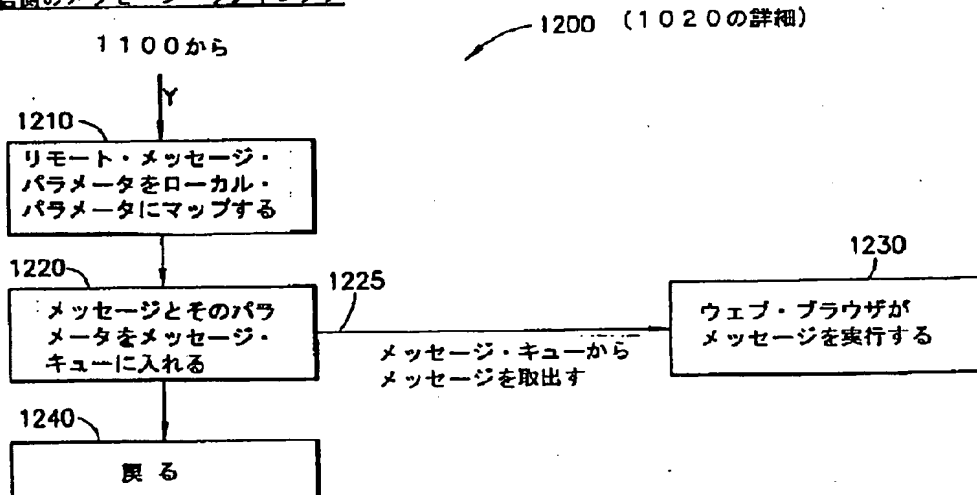 のメッセージ・
1200 (1020の詳細)
1100から
Y
1210
リモート・メッセージ・
パラメータをローカル・
パラメータにマップする
1220
メッセージとそのパラ
メータをメッセージ・
キューに入れる
1225
メッセージ・キューから
メッセージを取出す
1230
ウェブ・ブラウザが
メッセージを実行する
1240
戻る